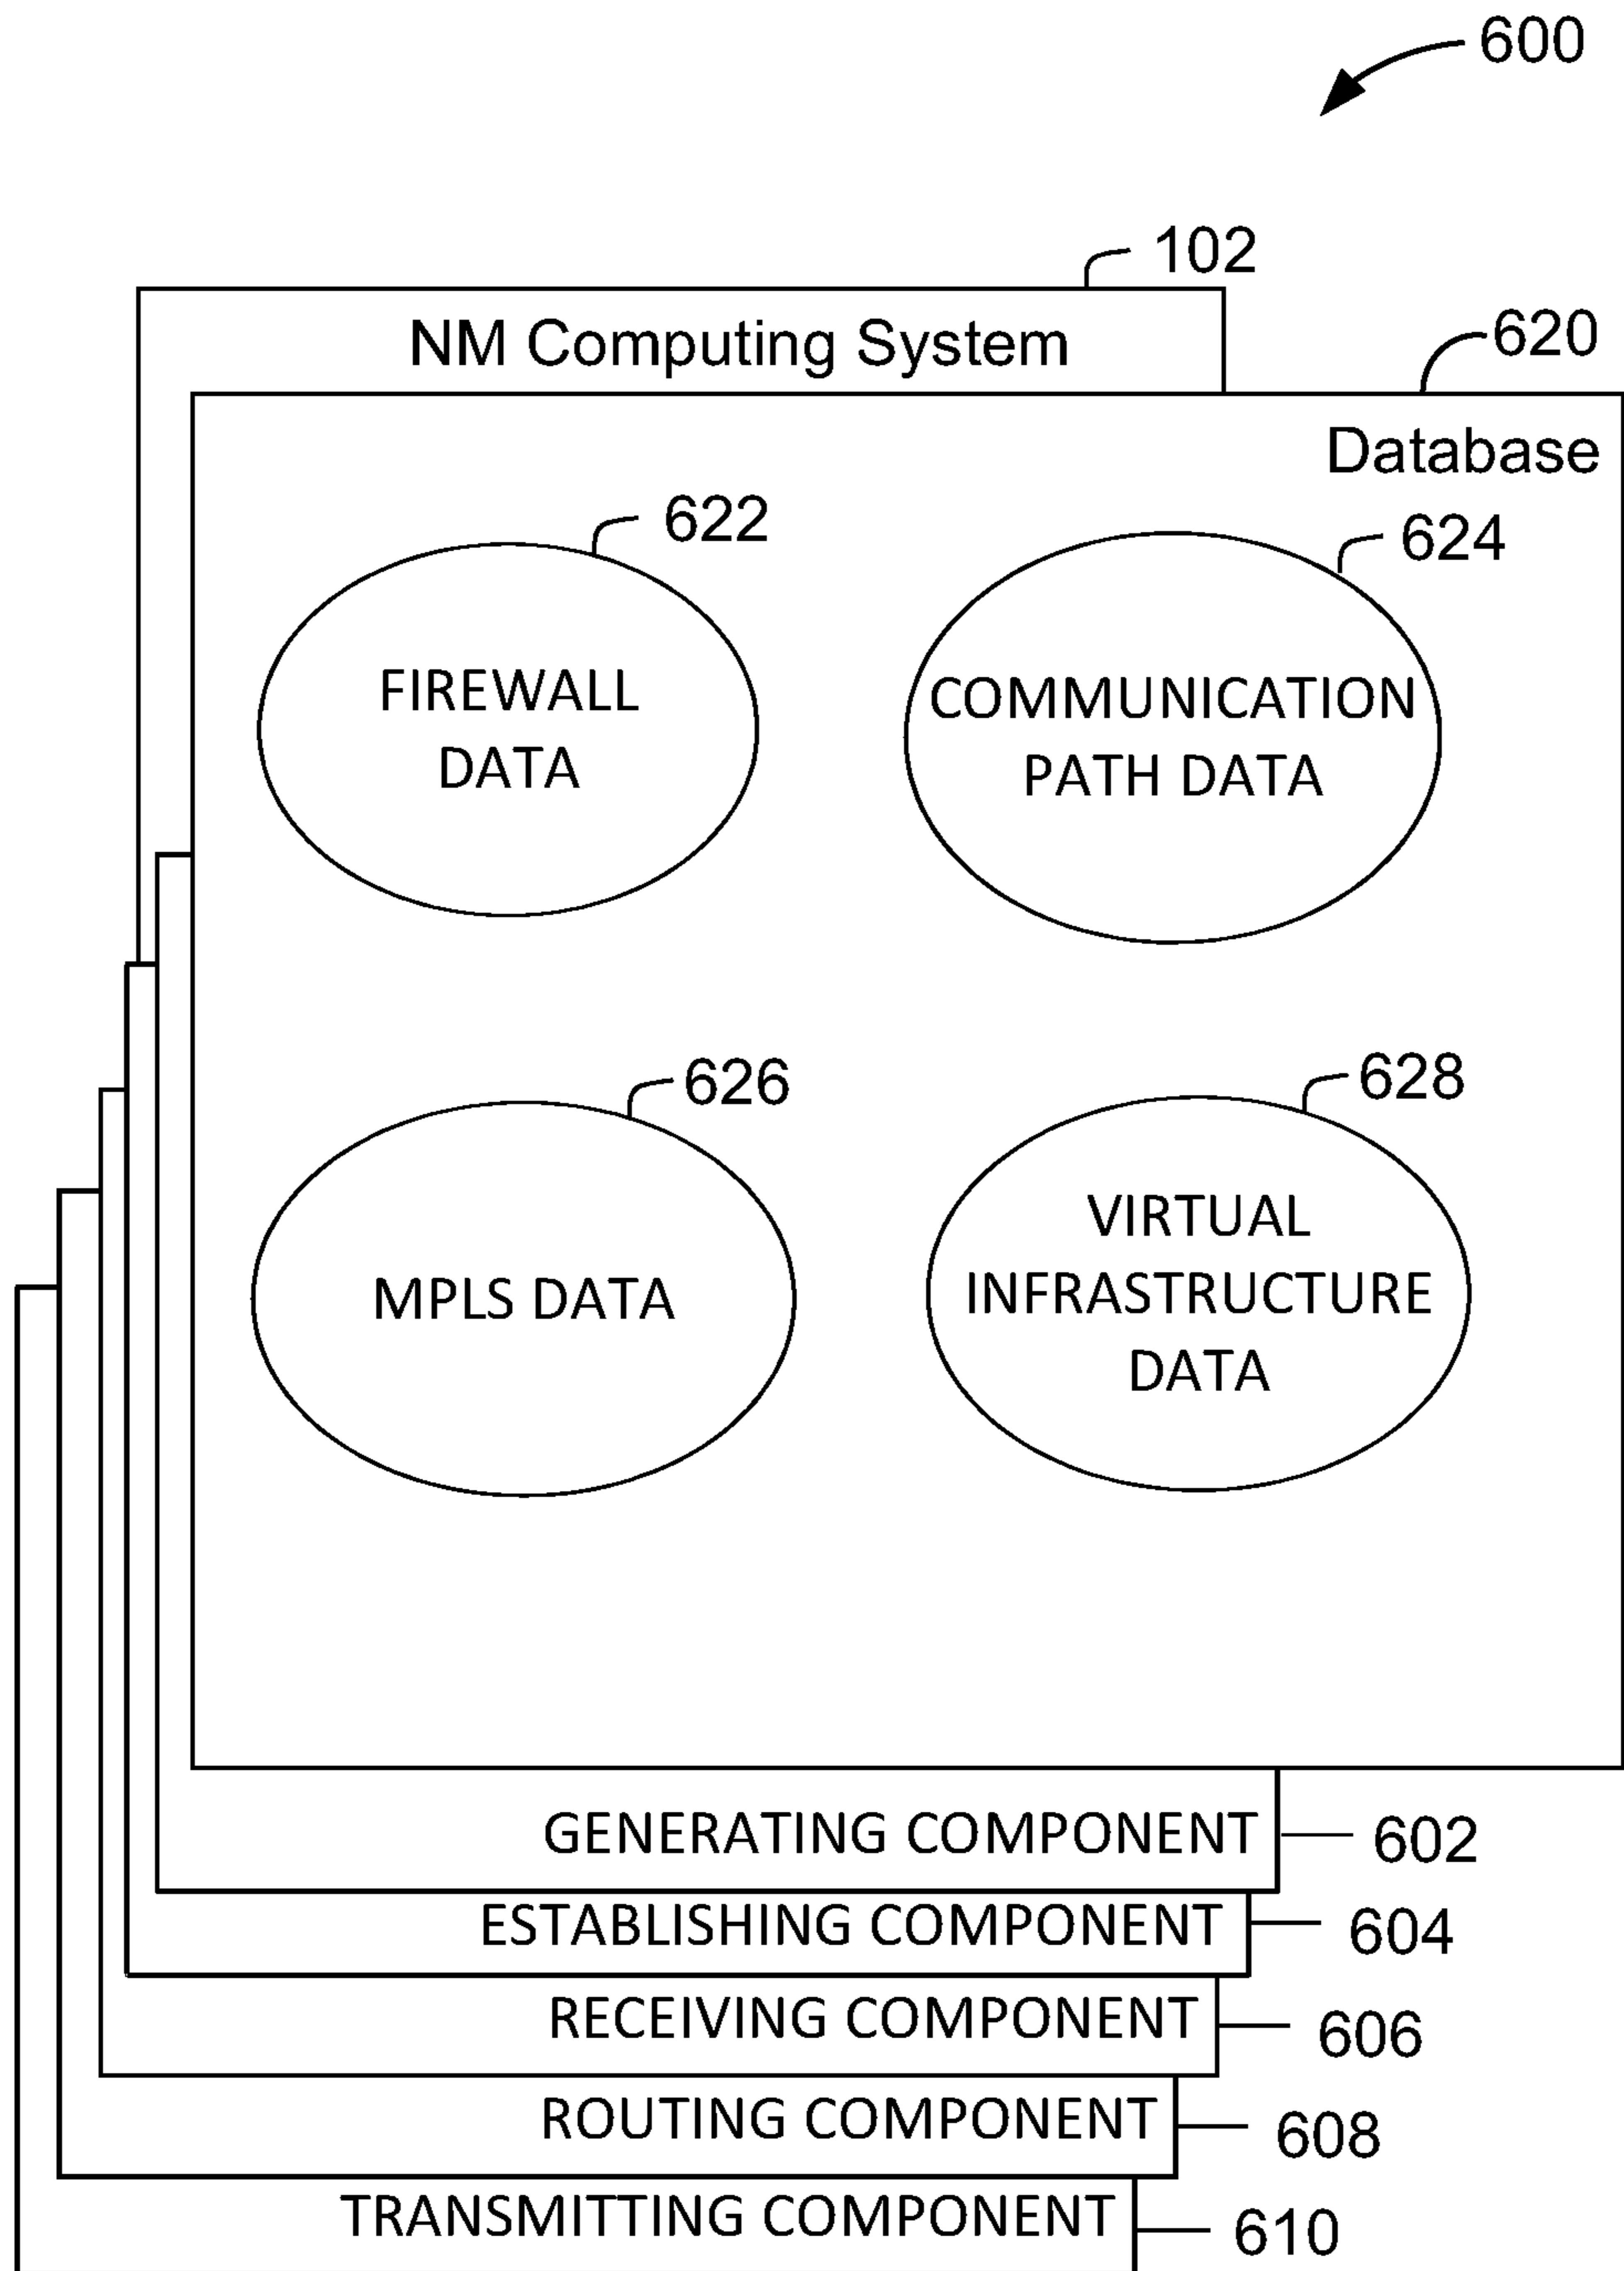 600
102
NM Computing System
620
Database
622
624
FIREWALL
DATA
COMMUNICATION
PATH DATA
626
628
MPLS DATA
VIRTUAL
INFRASTRUCTURE
DATA
GENERATING COMPONENT
602
ESTABLISHING COMPONENT
604
RECEIVING COMPONENT
606
ROUTING COMPONENT
608
TRANSMITTING COMPONENT
610